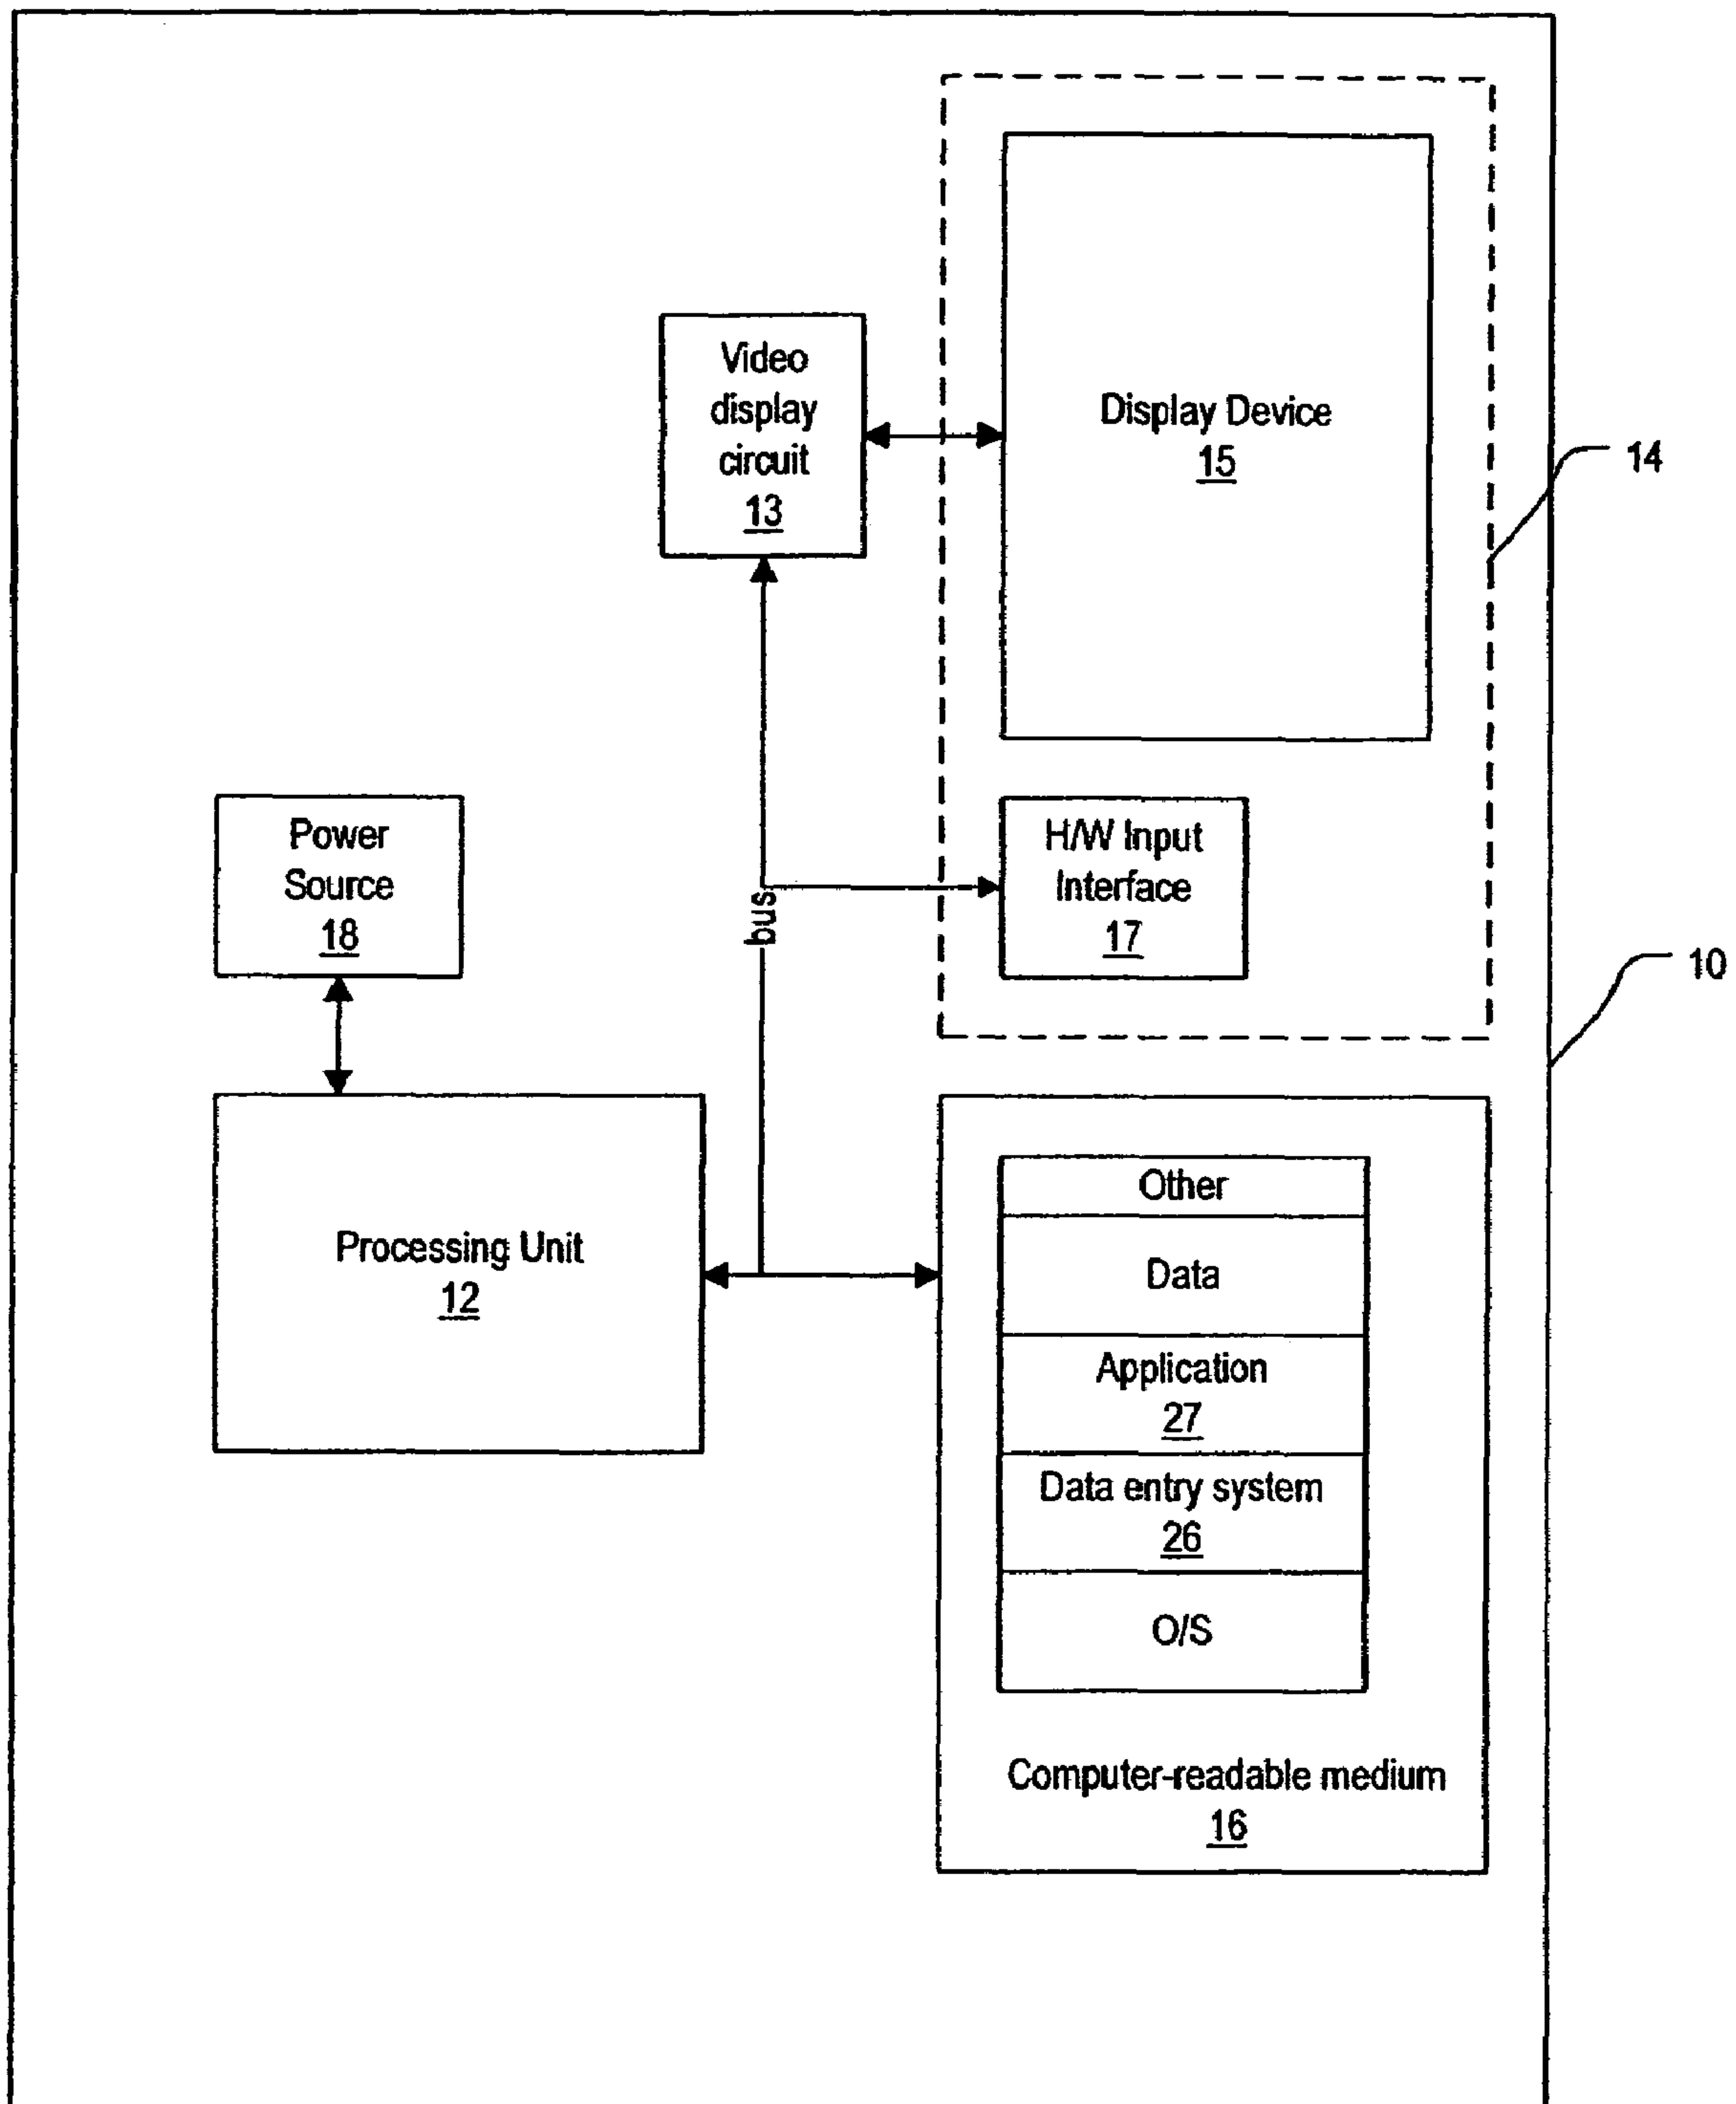 Video
display
circuit
13
Display Device
15
14
Power
Source
18
bus
H/W Input
Interface
17
10
Processing Unit
12
Other
Data
Application
27
Data entry system
26
O/S
Computer-readable medium
16